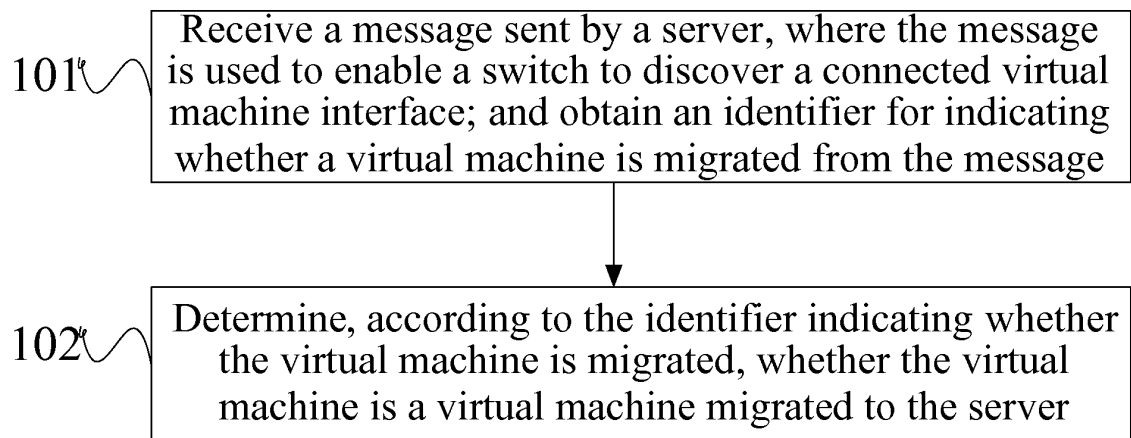 Receive a message sent by a server, where the message
101 is used to enable a switch to discover a connected virtual
machine interface; and obtain an identifier for indicating
whether a virtual machine is migrated from the message
Determine, according to the identifier indicating whether
102 the virtual machine is migrated, whether the virtual
machine is a virtual machine migrated to the server